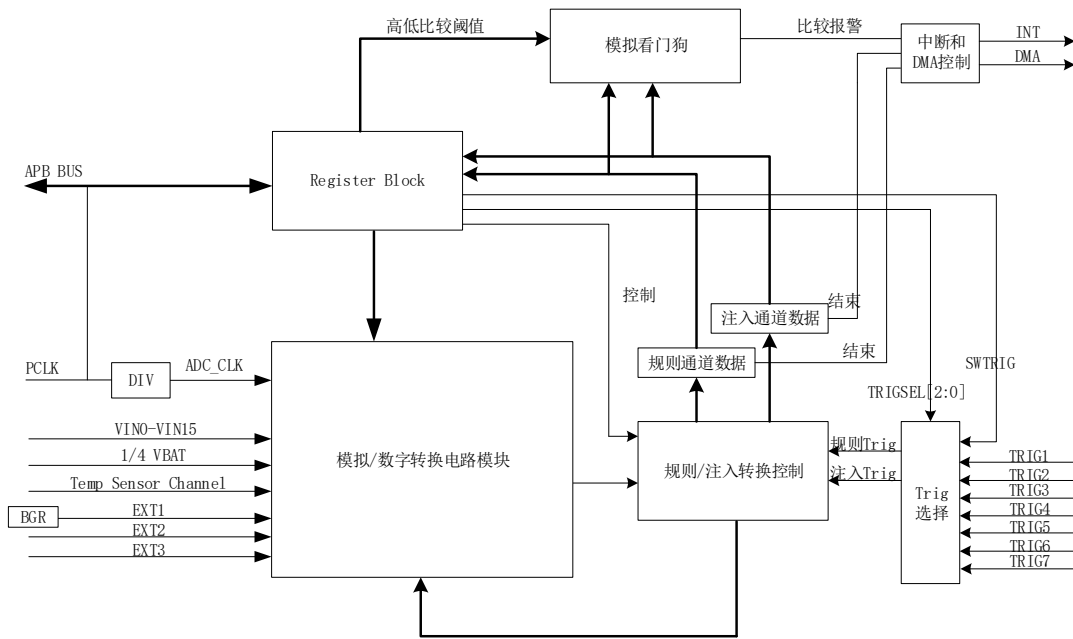 高低比较阈值
模拟看门狗
比较报警
中断和
DMA控制
INT
DMA
APB BUS
Register Block
控制
结束
注入通道数据
规则通道数据
结束
SWTRIG
TRIGSEL[2:0]
PCLK
DIV
ADC_CLK
VIN0-VIN15
1/4 VBAT
Temp Sensor Channel
BGR
EXT1
EXT2
EXT3
模拟/数字转换电路模块
规则/注入转换控制
规则Trig
注入Trig
Trig
选择
TRIG1
TRIG2
TRIG3
TRIG4
TRIG5
TRIG6
TRIG7